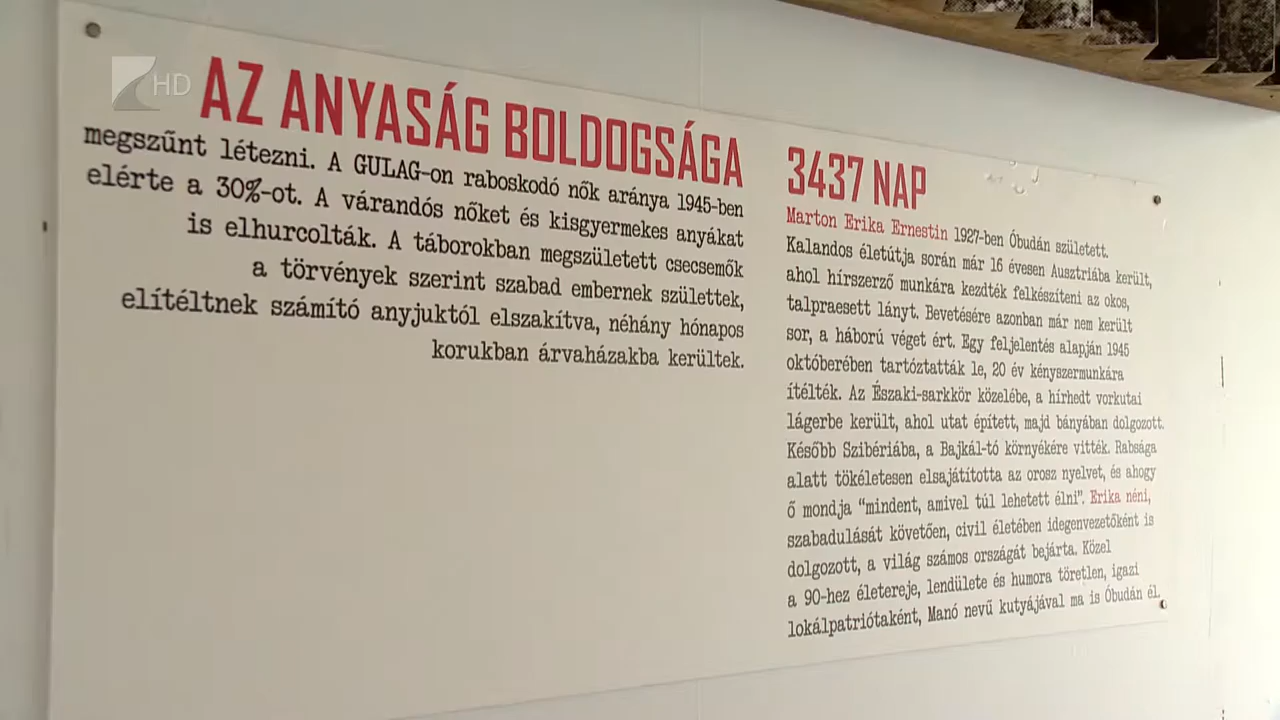 HD
AZ ANYASÁG BOLDOGSÁGA
megszűnt létezni. A GULAG-on raboskodó nők aránya 1945-ben
elérte a 30%-ot. A várandós nőket és kisgyermekes anyákat
is elhurcolták. A táborokban megszületett csecsemők
a törvények szerint szabad embernek születtek,
elítéltnek számító anyjuktól elszakítva, néhány hónapos
korukban árvaházakba kerültek.
3437 NAP
Marton Erika Ernestin 1927-ben Óbudán született.
Kalandos életútja során már 16 évesen Ausztriába került,
ahol hírszerző munkára kezdték felkészíteni az okos,
talpraesett lányt. Bevetésére azonban már nem került
sor, a háború véget ért. Egy feljelentés alapján 1945
októberében tartóztatták le, 20 év kényszermunkára
ítélték. Az Északi-sarkkör közelébe, a hírhedt vorkutai
lágerbe került, ahol utat épített, majd bányában dolgozott.
Később Szibériába, a Bajkál-tó környékére vitték. Rabsága
alatt tökéletesen elsajátította az orosz nyelvet, és ahogy
ő mondja “mindent, amivel túl lehetett élni”. Erika néni,
szabadulását követően, civil életében idegenvezetőként is
dolgozott, a világ számos országát bejárta. Közel
a 90-hez életereje, lendülete és humora töretlen, igazi
lokálpatriótaként, Manó nevű kutyájával ma is Óbudán él.